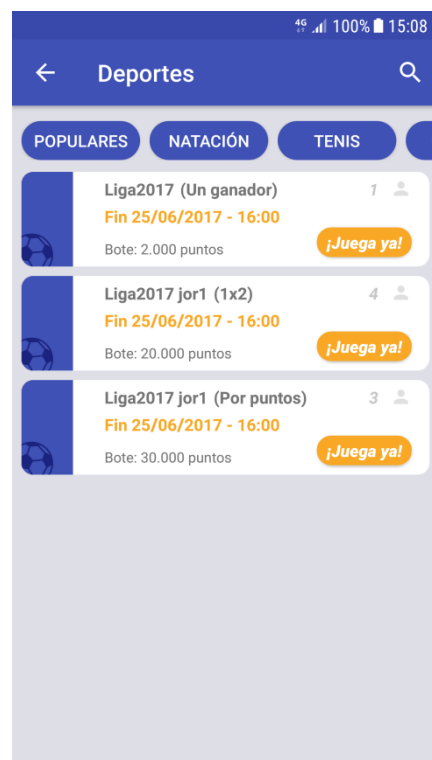 4G 100% 15:08
Deportes
POPULARES NATACIÓN TENIS
Liga2017 (Un ganador) 1
Fin 25/06/2017 - 16:00
Bote: 2.000 puntos ¡Juega ya!
Liga2017 jor1 (1x2) 4
Fin 25/06/2017 - 16:00
Bote: 20.000 puntos ¡Juega ya!
Liga2017 jor1 (Por puntos) 3
Fin 25/06/2017 - 16:00
Bote: 30.000 puntos ¡Juega ya!